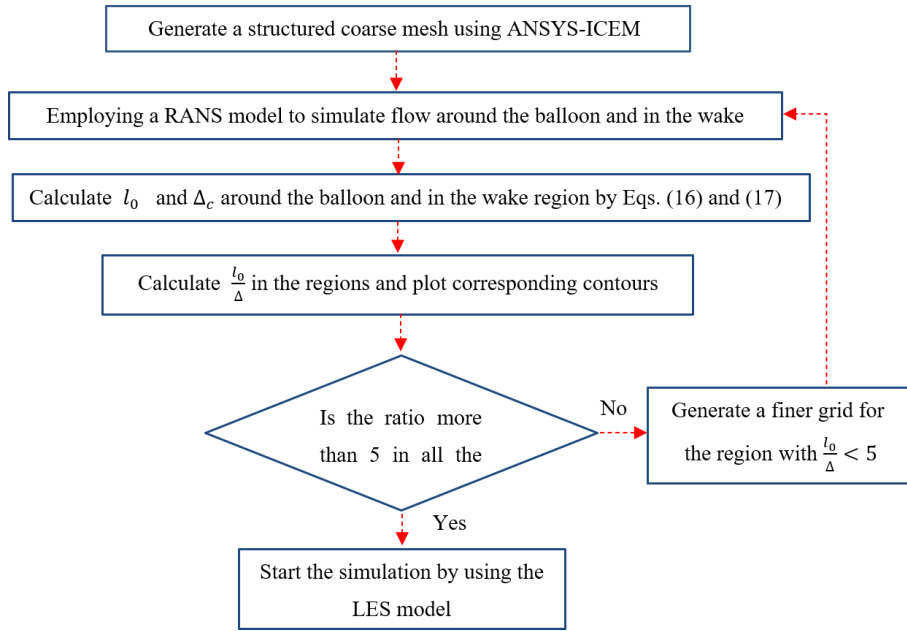 Generate a structured coarse mesh using ANSYS-ICEM
Employing a RANS model to simulate flow around the balloon and in the wake
Calculate l₀ and Δ_c around the balloon and in the wake region by Eqs. (16) and (17)
Calculate l₀/Δ in the regions and plot corresponding contours
Is the ratio more
than 5 in all the
No
Generate a finer grid for
the region with l₀/Δ < 5
Yes
Start the simulation by using the
LES model